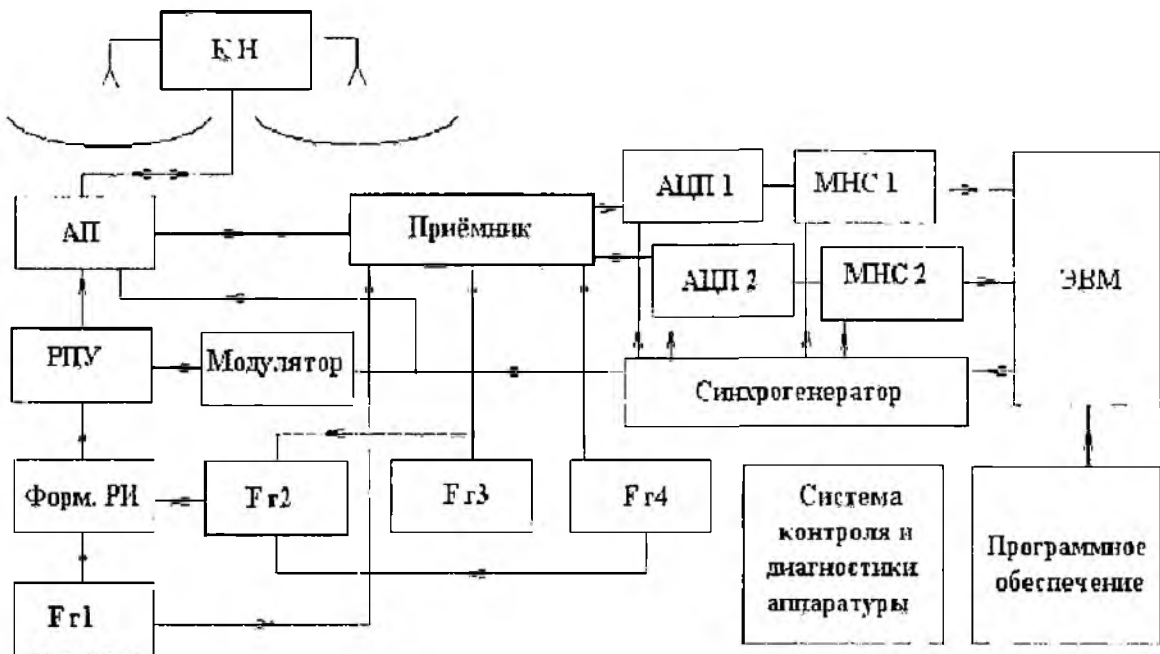 КН
АЦП 1
МНС 1
АП
Приёмник
АЦП 2
МНС 2
ЭВМ
РПУ
Модулятор
Синхрогенератор
Форм. РИ
Fг2
Fг3
Fг4
Система
контроля и
диагностики
аппаратуры
Программное
обеспечение
Fг1